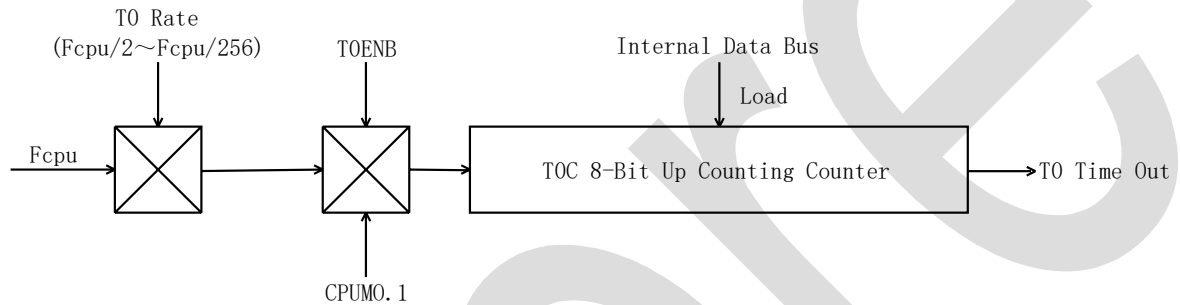 T0 Rate
(Fcpu/2～Fcpu/256)
T0ENB
Internal Data Bus
Load
Fcpu
T0C 8-Bit Up Counting Counter
T0 Time Out
CPUM0.1